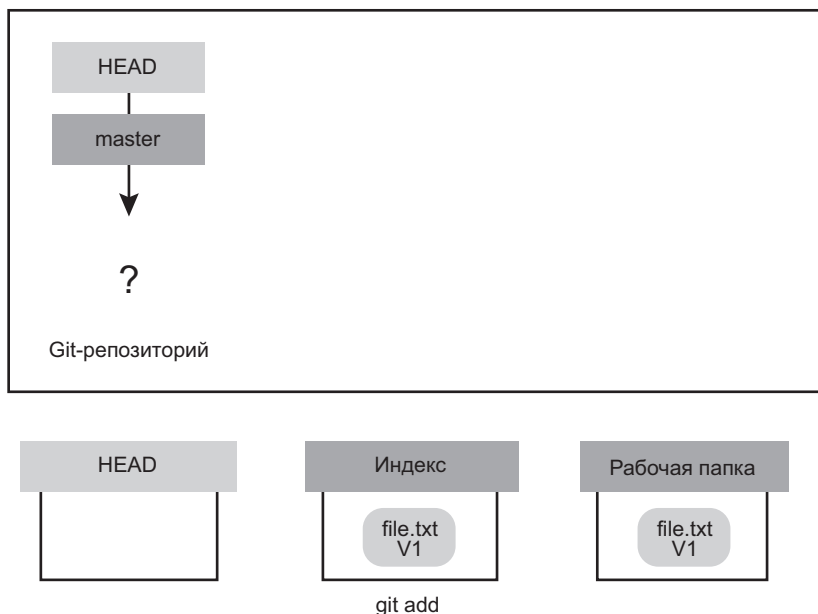 HEAD
master
?
Git-репозиторий
HEAD
Индекс
Рабочая папка
file.txt
V1
file.txt
V1
git add